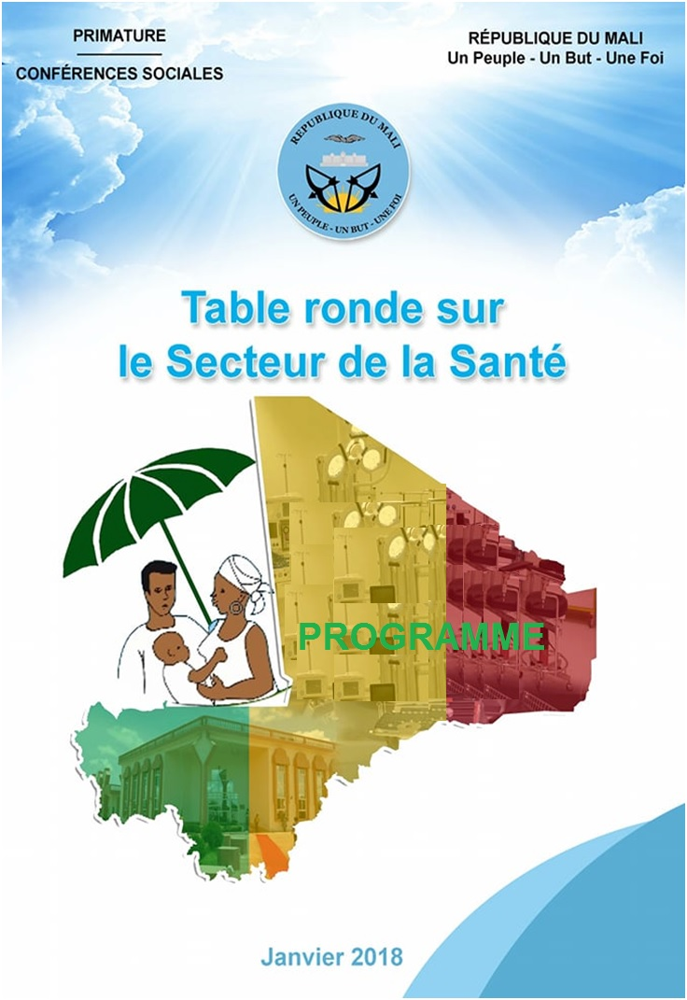 PRIMATURE
CONFÉRENCES SOCIALES
RÉPUBLIQUE DU MALI
Un Peuple - Un But - Une Foi
RÉPUBLIQUE DU MALI
UN PEUPLE - UN BUT - UNE FOI
Table ronde sur
le Secteur de la Santé
PROGRAMME
Janvier 2018